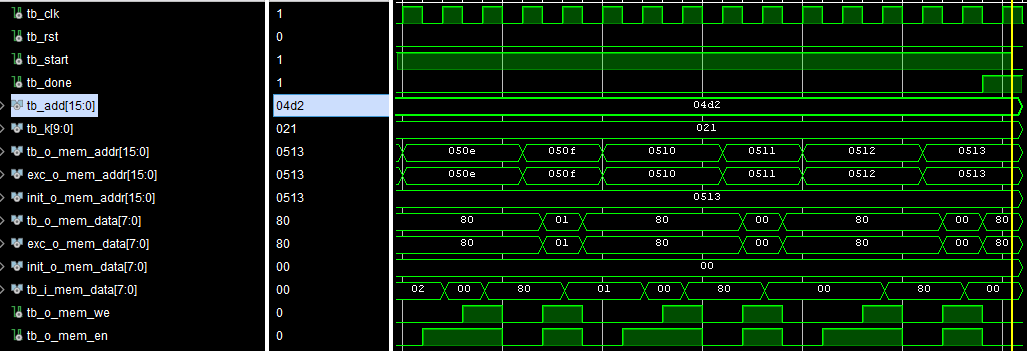 tb_clk 1
tb_rst 0
tb_start 1
tb_done 1
tb_add[15:0] 04d2 04d2
tb_k[9:0] 021 021
tb_o_mem_addr[15:0] 0513 050e 050f 0510 0511 0512 0513
exc_o_mem_addr[15:0] 0513 050e 050f 0510 0511 0512 0513
init_o_mem_addr[15:0] 0513 0513
tb_o_mem_data[7:0] 80 80 01 80 00 80 00 80
exc_o_mem_data[7:0] 80 80 01 80 00 80 00 80
init_o_mem_data[7:0] 00 00
tb_i_mem_data[7:0] 00 02 00 80 01 00 80 00 80 00
tb_o_mem_we 0
tb_o_mem_en 0